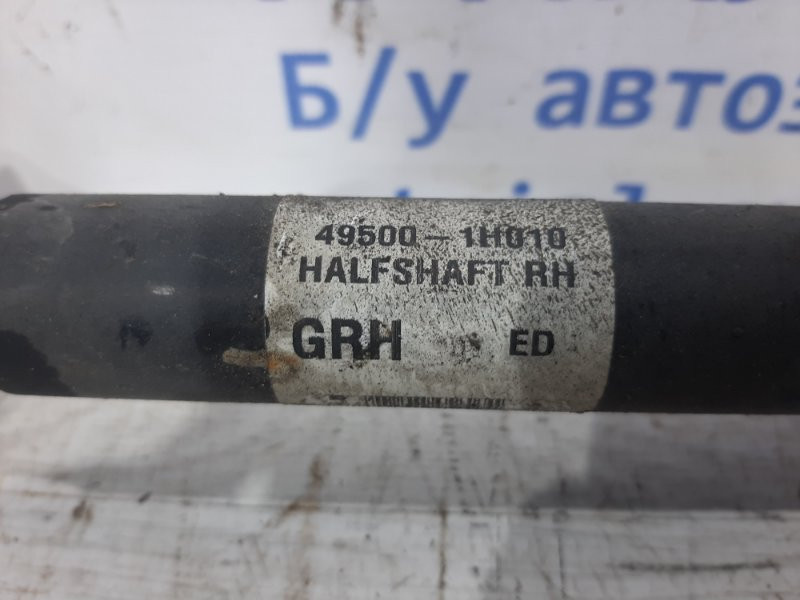 Б/у автоз
49500-1H010
HALFSHAFT RH
GRH ED